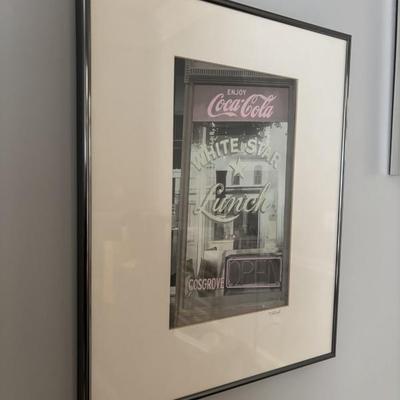 ENJOY
Coca-Cola
WHITE STAR
Lunch
COSGROVE
OPEN